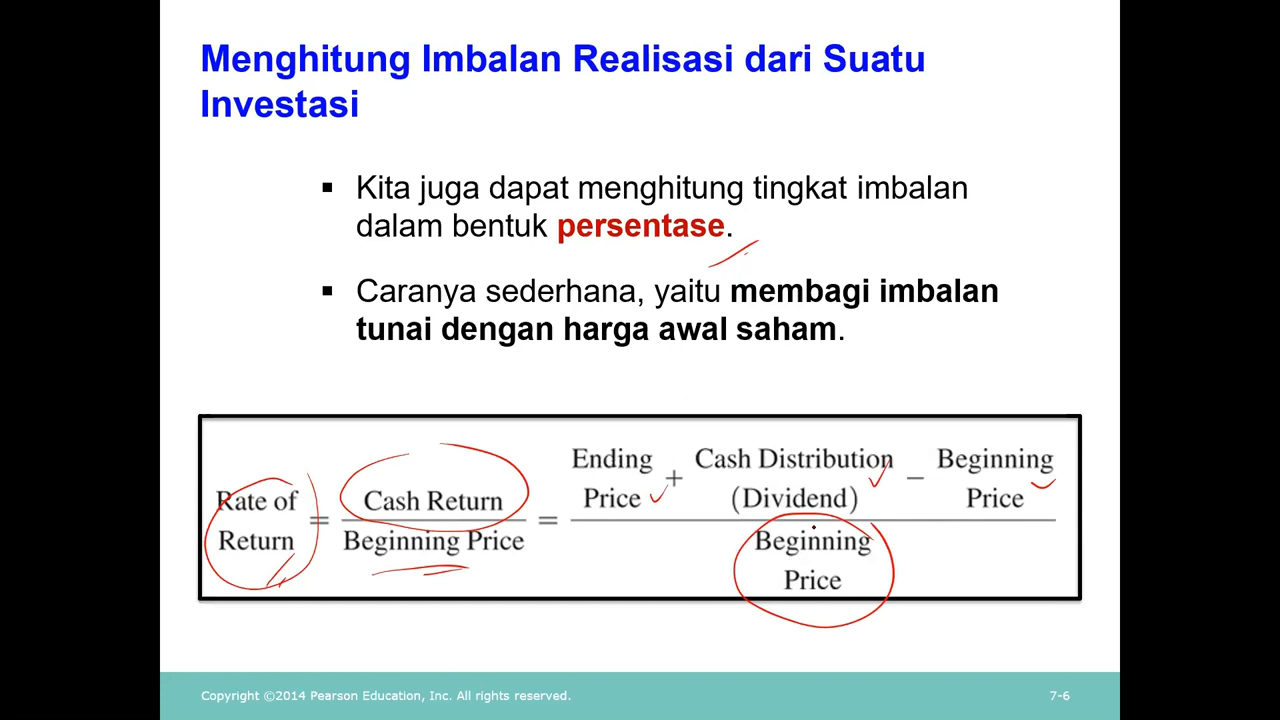 Menghitung Imbalan Realisasi dari Suatu
Investasi
▪ Kita juga dapat menghitung tingkat imbalan
dalam bentuk persentase.
▪ Caranya sederhana, yaitu membagi imbalan
tunai dengan harga awal saham.
Rate of Return = Cash Return / Beginning Price = Ending Price + Cash Distribution (Dividend) − Beginning Price / Beginning Price
Copyright ©2014 Pearson Education, Inc. All rights reserved.
7-6